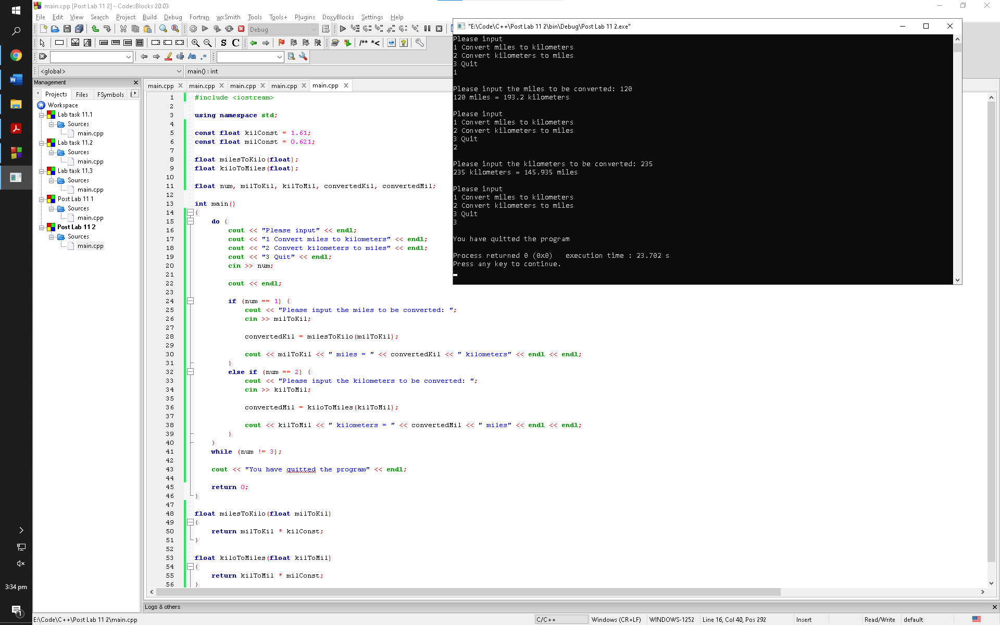 main.cpp [Post Lab 11 2] - Code::Blocks 20.03
File Edit View Search Project Build Debug Fortran wxSmith Tools Tools+ Plugins DoxyBlocks Settings Help
Debug
S C
/** *<
Aa .*
<global>
main() : int
Management
Projects Files FSymbols
Workspace
Lab task 11.1
Sources
main.cpp
Lab task 11.2
Sources
main.cpp
Lab task 11.3
Sources
main.cpp
Post Lab 11 1
Sources
main.cpp
Post Lab 11 2
Sources
main.cpp
main.cpp main.cpp main.cpp main.cpp main.cpp
1 #include <iostream>
2
3 using namespace std;
4
5 const float kilConst = 1.61;
6 const float milConst = 0.621;
7
8 float milesToKilo(float);
9 float kiloToMiles(float);
10
11 float num, milToKil, kilToMil, convertedKil, convertedMil;
12
13 int main()
14 {
15 do {
16 cout << "Please input" << endl;
17 cout << "1 Convert miles to kilometers" << endl;
18 cout << "2 Convert kilometers to miles" << endl;
19 cout << "3 Quit" << endl;
20 cin >> num;
21
22 cout << endl;
23
24 if (num == 1) {
25 cout << "Please input the miles to be converted: ";
26 cin >> milToKil;
27
28 convertedKil = milesToKilo(milToKil);
29
30 cout << milToKil << " miles = " << convertedKil << " kilometers" << endl << endl;
31 }
32 else if (num == 2) {
33 cout << "Please input the kilometers to be converted: ";
34 cin >> kilToMil;
35
36 convertedMil = kiloToMiles(kilToMil);
37
38 cout << kilToMil << " kilometers = " << convertedMil << " miles" << endl << endl;
39 }
40 }
41 while (num != 3);
42
43 cout << "You have quitted the program" << endl;
44
45 return 0;
46 }
47
48 float milesToKilo(float milToKil)
49 {
50 return milToKil * kilConst;
51 }
52
53 float kiloToMiles(float kilToMil)
54 {
55 return kilToMil * milConst;
56 }
"E:\Code\C++\Post Lab 11 2\bin\Debug\Post Lab 11 2.exe"
Please input
1 Convert miles to kilometers
2 Convert kilometers to miles
3 Quit
1
Please input the miles to be converted: 120
120 miles = 193.2 kilometers
Please input
1 Convert miles to kilometers
2 Convert kilometers to miles
3 Quit
2
Please input the kilometers to be converted: 235
235 kilometers = 145.935 miles
Please input
1 Convert miles to kilometers
2 Convert kilometers to miles
3 Quit
3
You have quitted the program
Process returned 0 (0x0) execution time : 23.702 s
Press any key to continue.
3:34 pm
1
Logs & others
E:\Code\C++\Post Lab 11 2\main.cpp
C/C++
Windows (CR+LF)
WINDOWS-1252
Line 16, Col 40, Pos 292
Insert
Read/Write
default